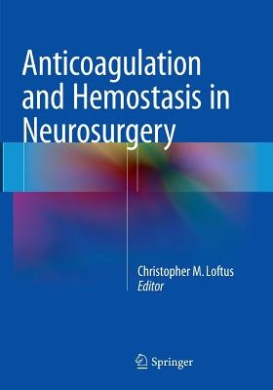 Anticoagulation
and Hemostasis in
Neurosurgery
Christopher M. Loftus
Editor
Springer